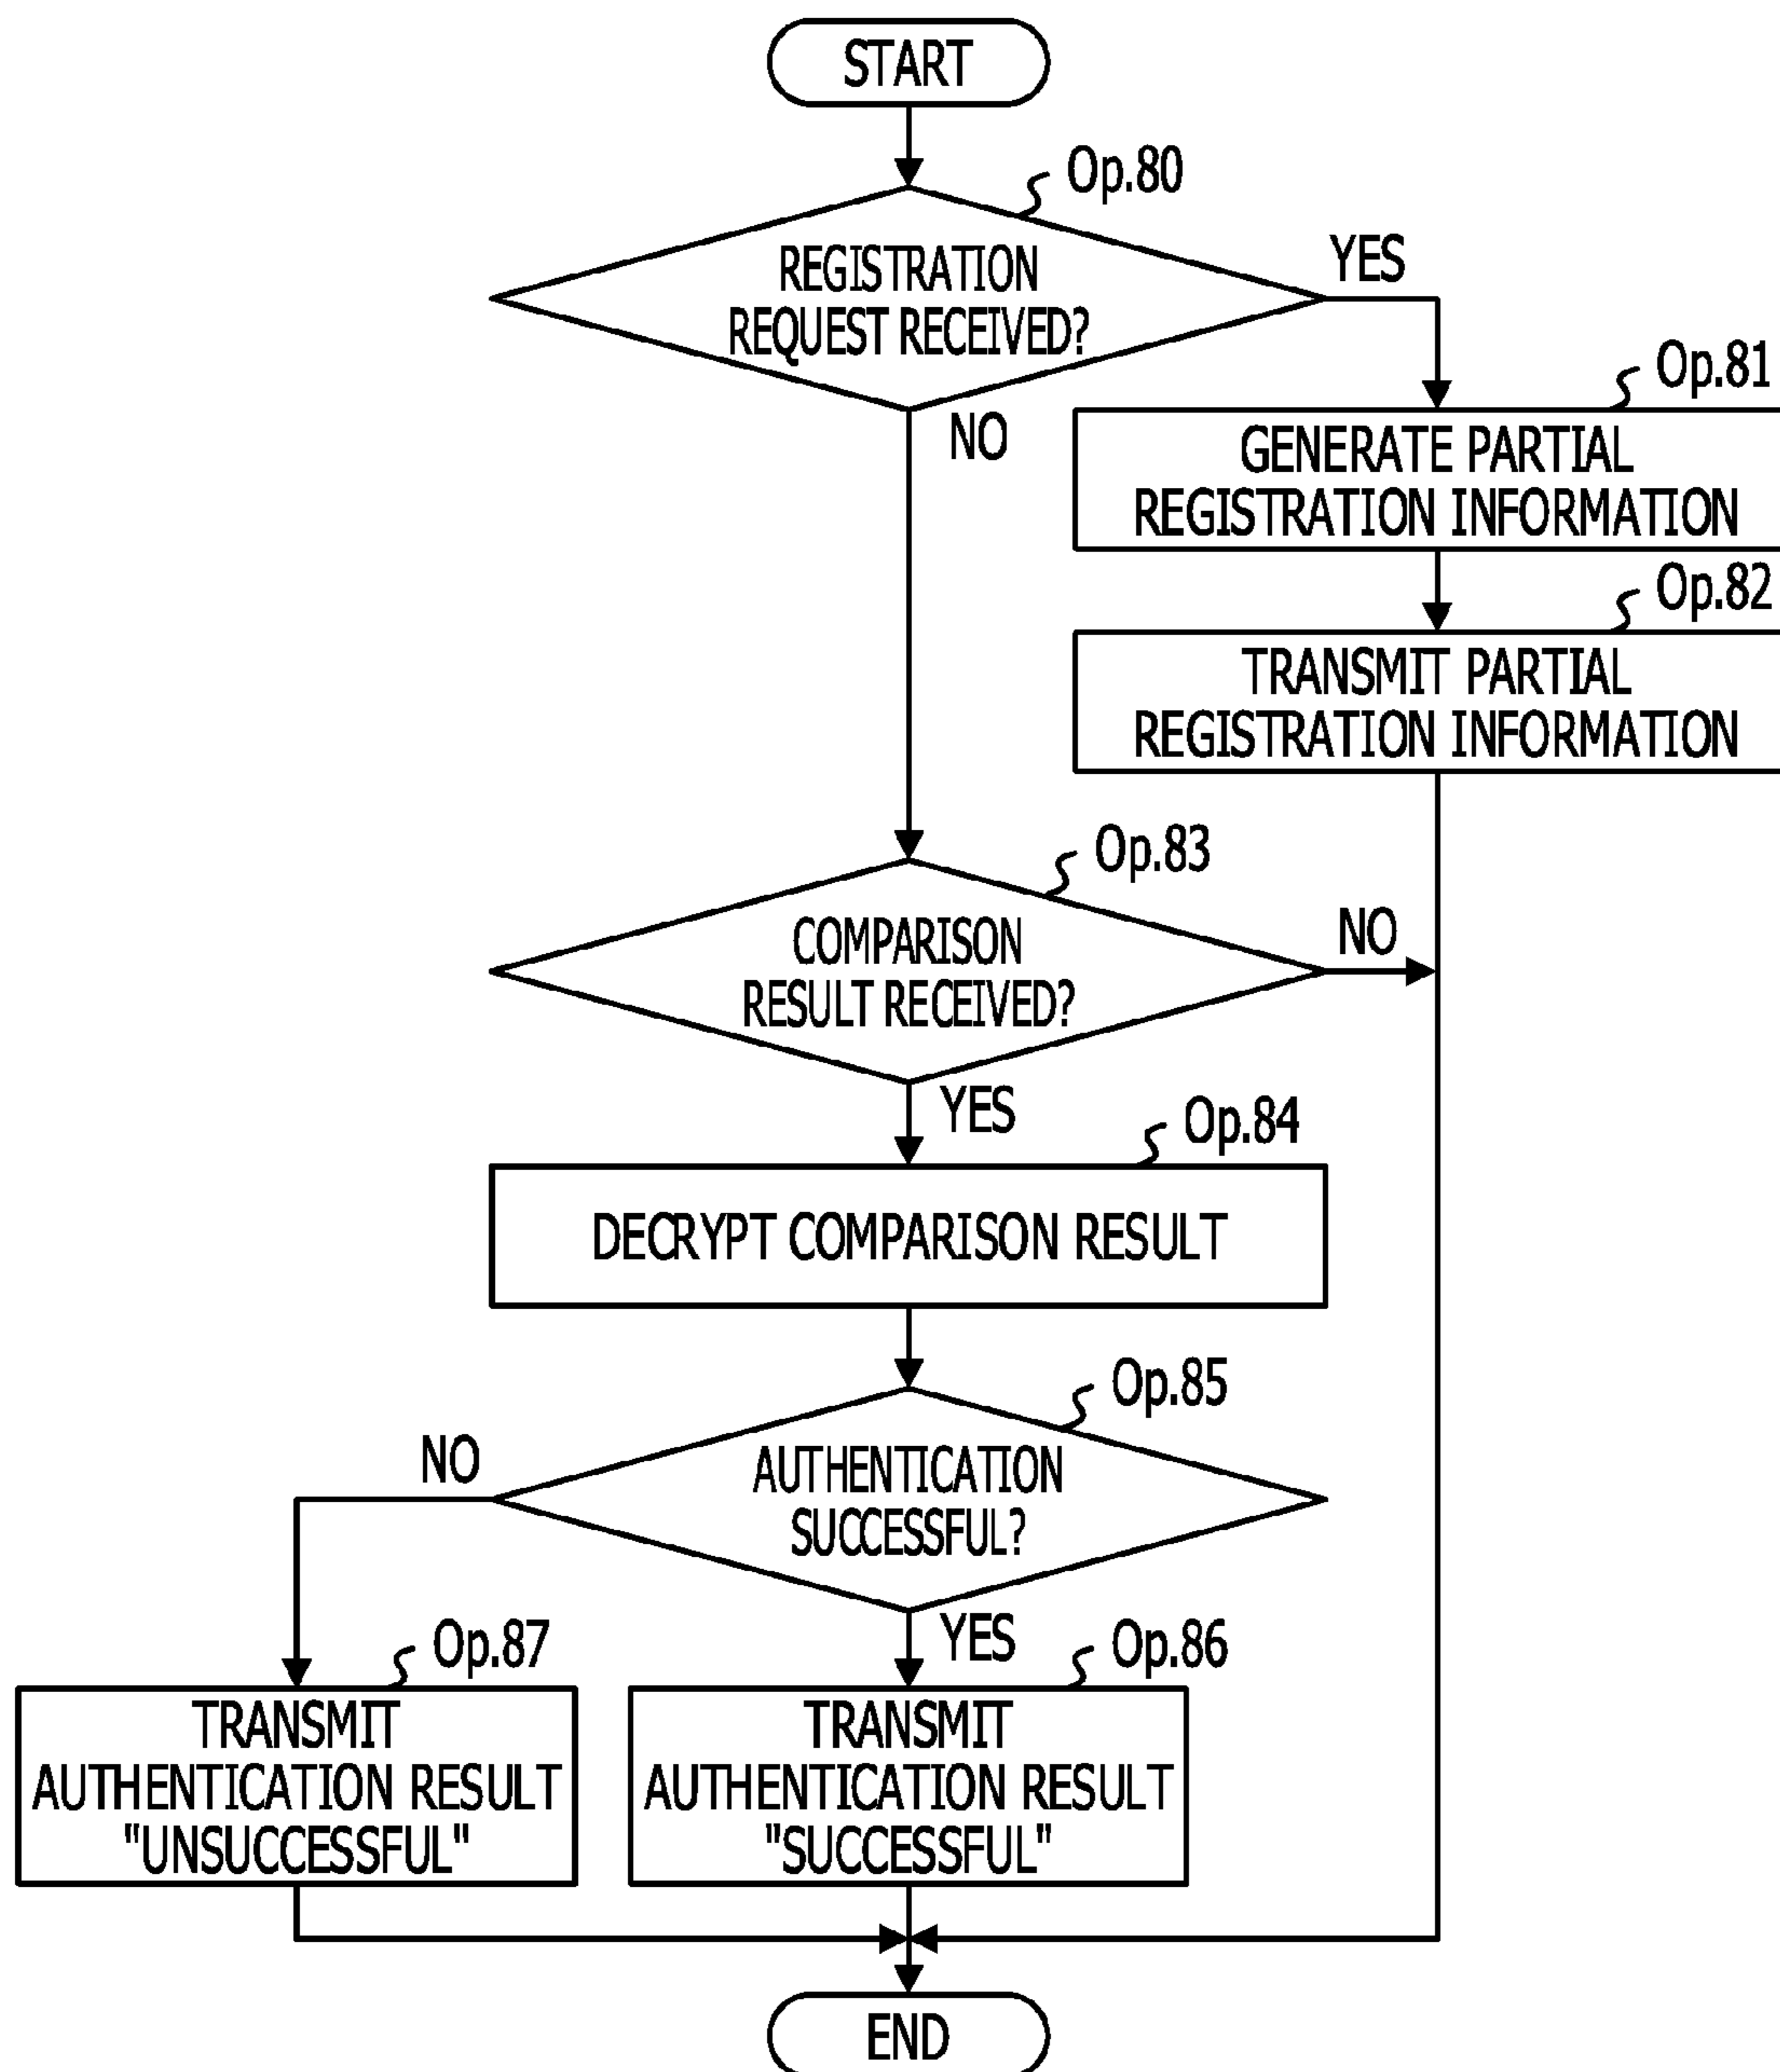 START
Op.80
REGISTRATION
REQUEST RECEIVED?
YES
NO
Op.81
GENERATE PARTIAL
REGISTRATION INFORMATION
Op.82
TRANSMIT PARTIAL
REGISTRATION INFORMATION
Op.83
COMPARISON
RESULT RECEIVED?
NO
YES
Op.84
DECRYPT COMPARISON RESULT
Op.85
AUTHENTICATION
SUCCESSFUL?
NO
YES
Op.87
TRANSMIT
AUTHENTICATION RESULT
"UNSUCCESSFUL"
Op.86
TRANSMIT
AUTHENTICATION RESULT
"SUCCESSFUL"
END